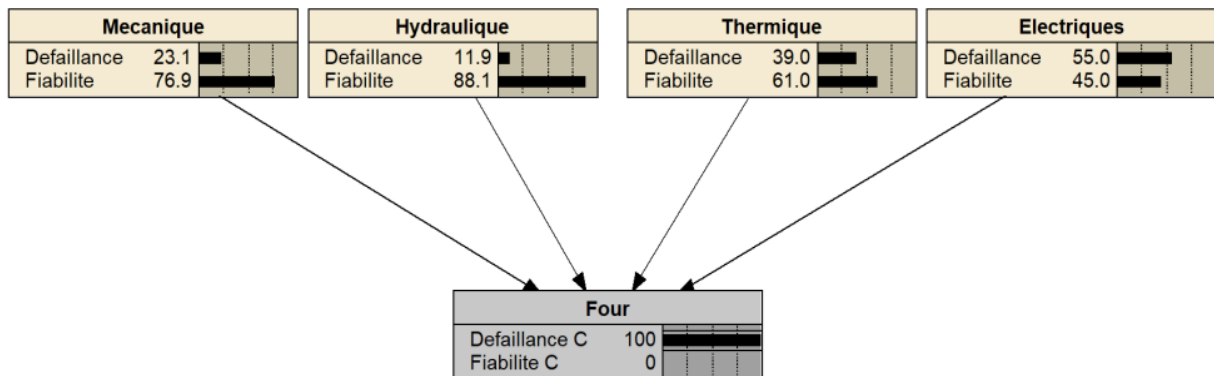 Mecanique
Defaillance 23.1
Fiabilite 76.9
Hydraulique
Defaillance 11.9
Fiabilite 88.1
Thermique
Defaillance 39.0
Fiabilite 61.0
Electriques
Defaillance 55.0
Fiabilite 45.0
Four
Defaillance C 100
Fiabilite C 0